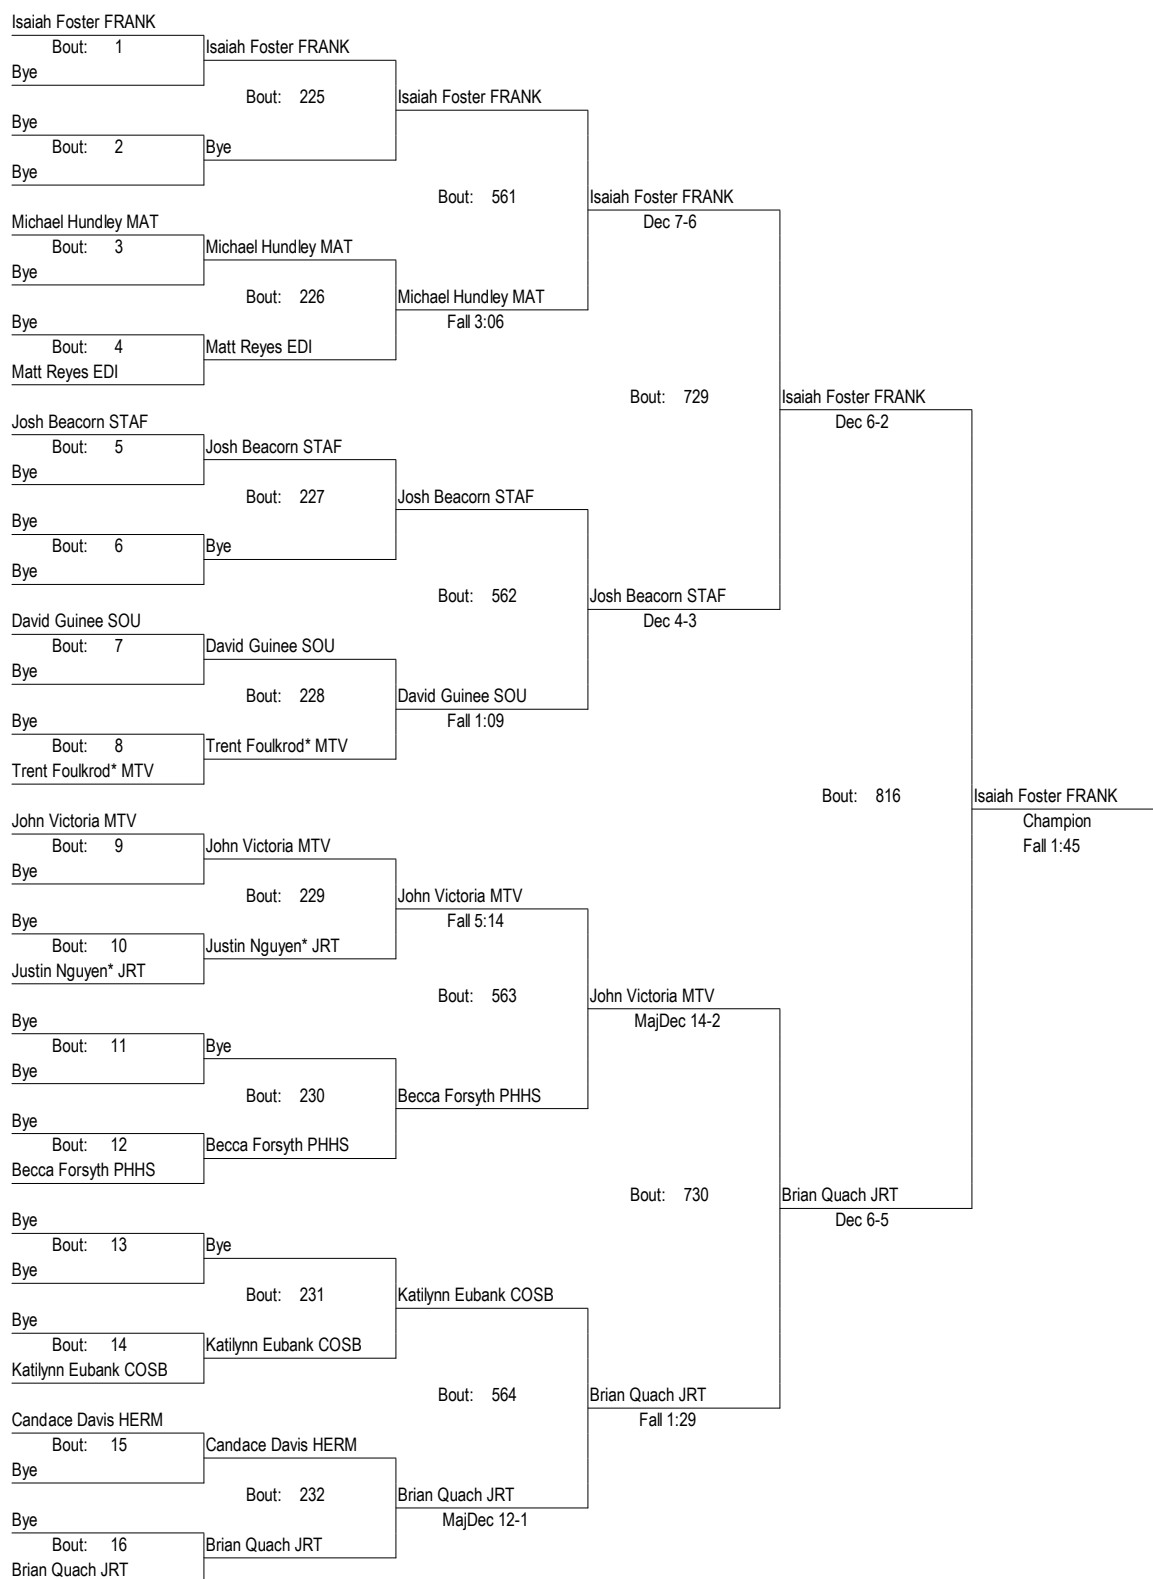 Isaiah Foster FRANK
Bout: 1
Isaiah Foster FRANK
Bye
Bout: 225
Isaiah Foster FRANK
Bye
Bout: 2
Bye
Bye
Bout: 561
Isaiah Foster FRANK
Dec 7-6
Michael Hundley MAT
Bout: 3
Michael Hundley MAT
Bye
Bout: 226
Michael Hundley MAT
Fall 3:06
Bye
Bout: 4
Matt Reyes EDI
Matt Reyes EDI
Bout: 729
Isaiah Foster FRANK
Dec 6-2
Josh Beacorn STAF
Bout: 5
Josh Beacorn STAF
Bye
Bout: 227
Josh Beacorn STAF
Bye
Bout: 6
Bye
Bye
Bout: 562
Josh Beacorn STAF
Dec 4-3
David Guinee SOU
Bout: 7
David Guinee SOU
Bye
Bout: 228
David Guinee SOU
Fall 1:09
Bye
Bout: 8
Trent Foulkrod* MTV
Trent Foulkrod* MTV
Bout: 816
Isaiah Foster FRANK
Champion
Fall 1:45
John Victoria MTV
Bout: 9
John Victoria MTV
Bye
Bout: 229
John Victoria MTV
Fall 5:14
Bye
Bout: 10
Justin Nguyen* JRT
Justin Nguyen* JRT
Bout: 563
John Victoria MTV
MajDec 14-2
Bye
Bout: 11
Bye
Bye
Bout: 230
Becca Forsyth PHHS
Bye
Bout: 12
Becca Forsyth PHHS
Becca Forsyth PHHS
Bout: 730
Brian Quach JRT
Dec 6-5
Bye
Bout: 13
Bye
Bye
Bout: 231
Katilynn Eubank COSB
Bye
Bout: 14
Katilynn Eubank COSB
Katilynn Eubank COSB
Bout: 564
Brian Quach JRT
Fall 1:29
Candace Davis HERM
Bout: 15
Candace Davis HERM
Bye
Bout: 232
Brian Quach JRT
MajDec 12-1
Bye
Bout: 16
Brian Quach JRT
Brian Quach JRT